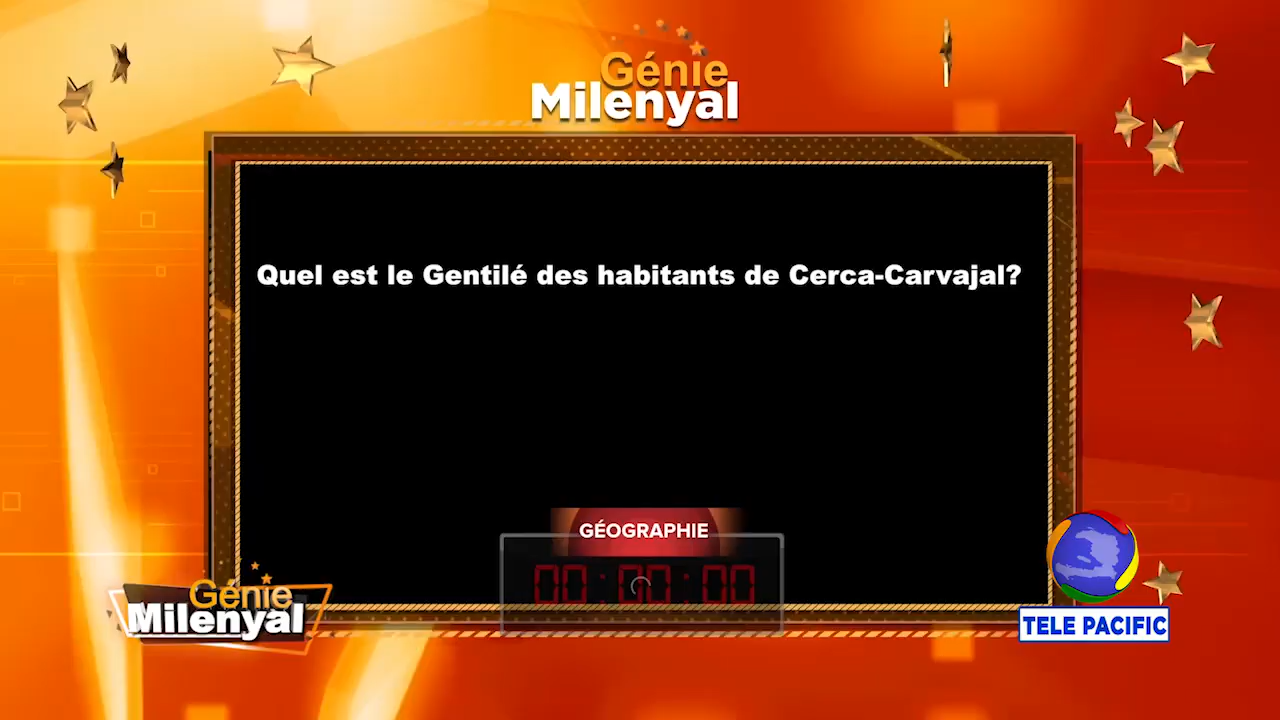 Génie
Milenyal
Quel est le Gentilé des habitants de Cerca-Carvajal?
GÉOGRAPHIE
00:00:00
Génie
Milenyal
TELE PACIFIC